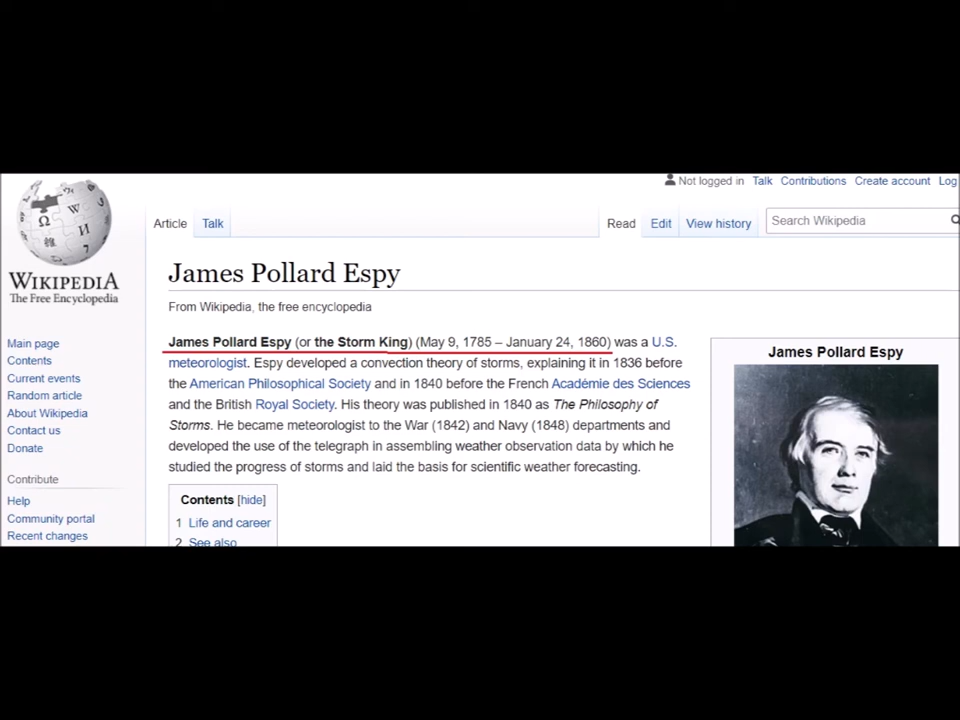 Not logged in Talk Contributions Create account Log
Article Talk Read Edit View history Search Wikipedia
WIKIPEDIA
The Free Encyclopedia
James Pollard Espy
From Wikipedia, the free encyclopedia
Main page
Contents
Current events
Random article
About Wikipedia
Contact us
Donate
Contribute
Help
Community portal
Recent changes
James Pollard Espy (or the Storm King) (May 9, 1785 – January 24, 1860) was a U.S.
meteorologist. Espy developed a convection theory of storms, explaining it in 1836 before
the American Philosophical Society and in 1840 before the French Académie des Sciences
and the British Royal Society. His theory was published in 1840 as The Philosophy of
Storms. He became meteorologist to the War (1842) and Navy (1848) departments and
developed the use of the telegraph in assembling weather observation data by which he
studied the progress of storms and laid the basis for scientific weather forecasting.
Contents [hide]
1 Life and career
2 See also
James Pollard Espy